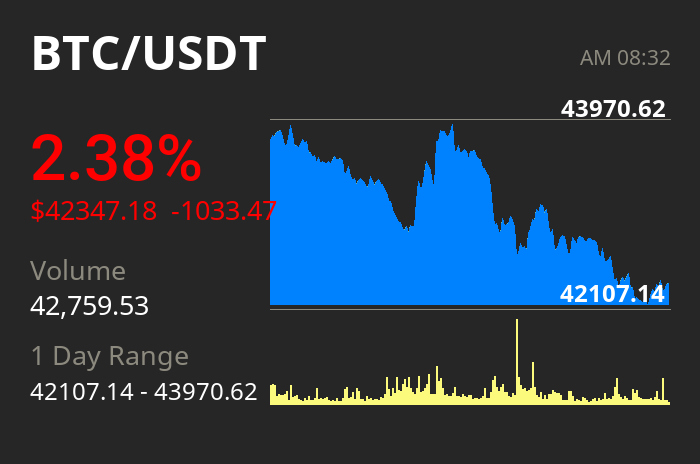 BTC/USDT
AM 08:32
43970.62
2.38%
$42347.18 -1033.47
Volume
42,759.53
42107.14
1 Day Range
42107.14 - 43970.62